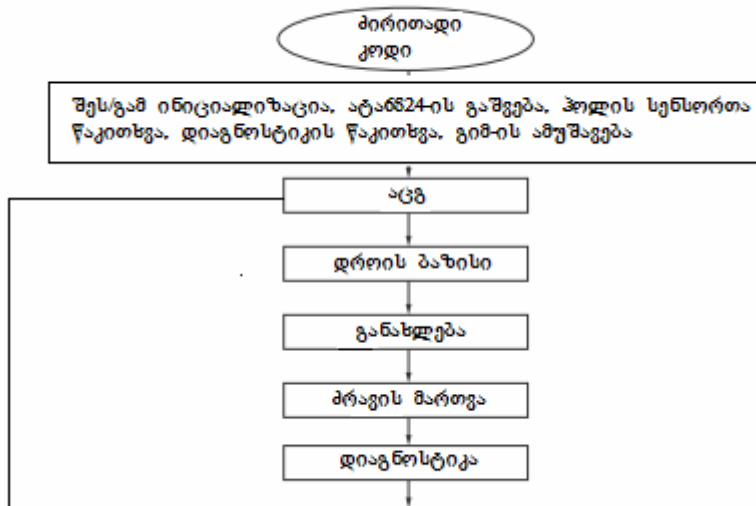 ძირითადი
კოდი
შეს/გამ ინიციალიზაცია, ატა6824-ის გაშვება, ჰოლის სენსორთა
წაკითხვა, დიაგნოსტიკის წაკითხვა, გიმ-ის ამუშავება
აცგ
დროის ბაზისი
განახლება
ძრავის მართვა
დიაგნოსტიკა